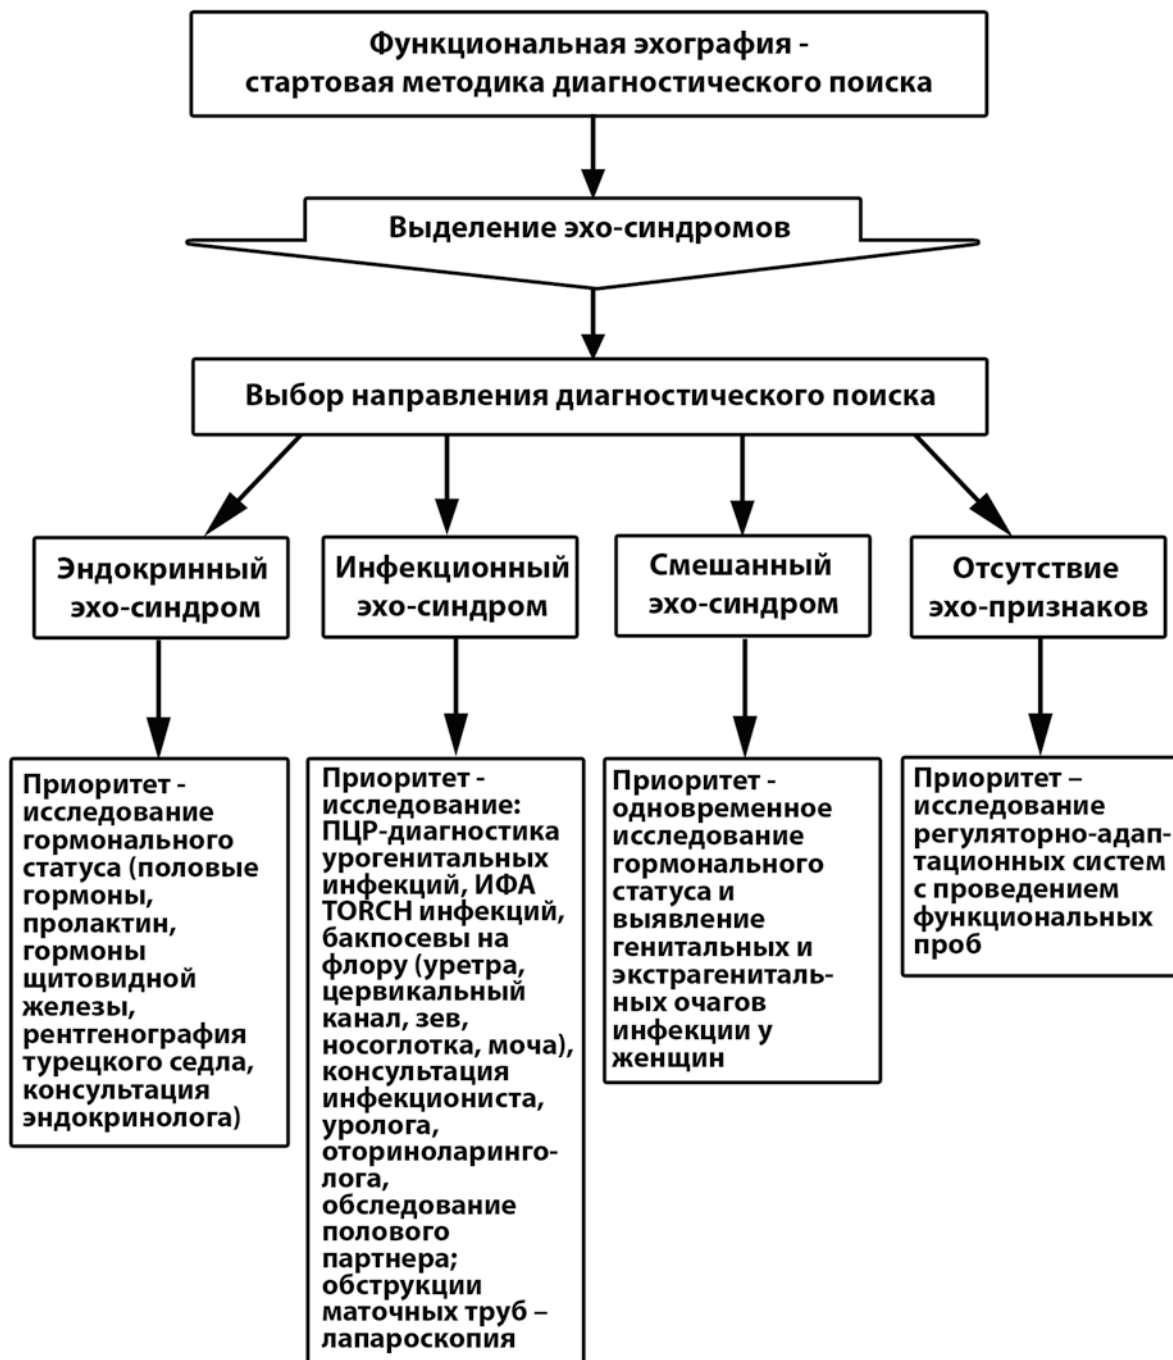 Функциональная эхография -
стартовая методика диагностического поиска
Выделение эхо-синдромов
Выбор направления диагностического поиска
Эндокринный
эхо-синдром
Инфекционный
эхо-синдром
Смешанный
эхо-синдром
Отсутствие
эхо-признаков
Приоритет -
исследование
гормонального
статуса (половые
гормоны,
пролактин,
гормоны
щитовидной
железы,
рентгенография
турецкого седла,
консультация
эндокринолога)
Приоритет -
исследование:
ПЦР-диагностика
урогенитальных
инфекций, ИФА
TORCH инфекций,
бакпосевы на
флору (уретра,
цервикальный
канал, зев,
носоглотка, моча),
консультация
инфекциониста,
уролога,
оториноларинго-
лога,
обследование
полового
партнера;
обструкции
маточных труб –
лапароскопия
Приоритет -
одновременное
исследование
гормонального
статуса и
выявление
генитальных и
экстрагениталь-
ных очагов
инфекции у
женщин
Приоритет –
исследование
регуляторно-адап-
тационных систем
с проведением
функциональных
проб